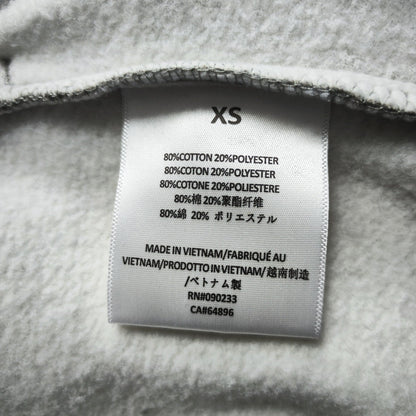 XS
80%COTTON 20%POLYESTER
80%COTON 20%POLYESTER
80%COTONE 20%POLIESTERE
80%棉 20%聚酯纤维
80%綿 20% ポリエステル
MADE IN VIETNAM/FABRIQUÉ AU
VIETNAM/PRODOTTO IN VIETNAM/越南制造
/ベトナム製
RN#090233
CA#64896